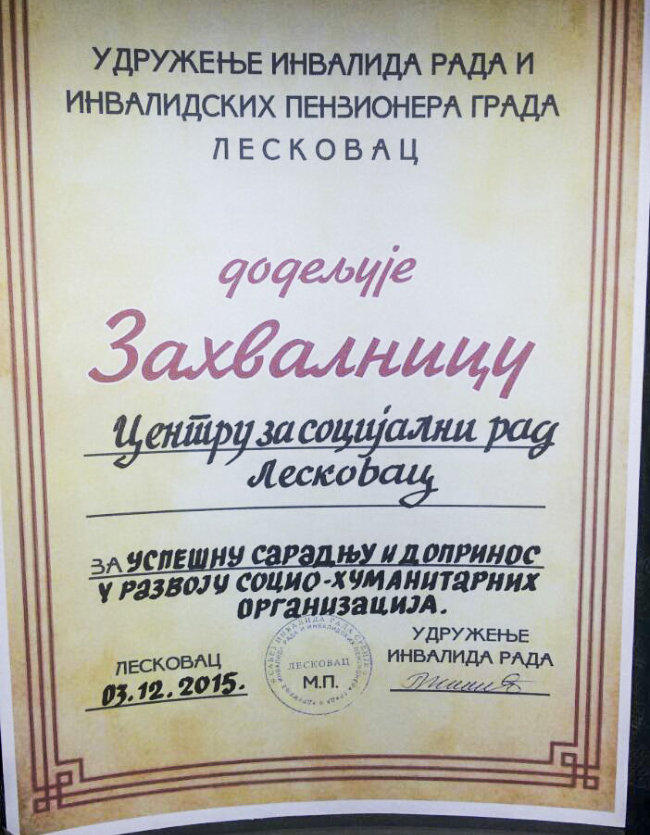 УДРУЖЕЊЕ ИНВАЛИДА РАДА И
ИНВАЛИДСКИХ ПЕНЗИОНЕРА ГРАДА
ЛЕСКОВАЦ
додељује
Захвалницу
Центру за социјални рад
Лесковац
ЗА УСПЕШНУ САРАДЊУ И ДОПРИНОС
У РАЗВОЈУ СОЦИО-ХУМАНИТАРНИХ
ОРГАНИЗАЦИЈА.
ЛЕСКОВАЦ
03.12.2015.
ЛЕСКОВАЦ
М.П.
УДРУЖЕЊЕ
ИНВАЛИДА РАДА